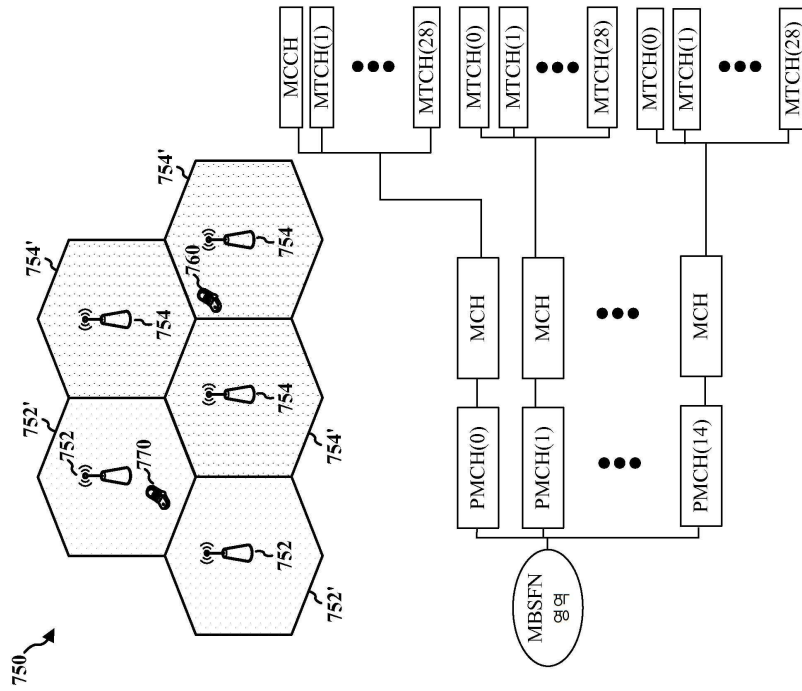 750
752'
752
752'
752
770
754'
754
754'
754
754'
754
760
MBSFN
영역
PMCH(0)
PMCH(1)
PMCH(14)
MCH
MCH
MCH
MCCH
MTCH(1)
MTCH(28)
MTCH(0)
MTCH(1)
MTCH(28)
MTCH(0)
MTCH(1)
MTCH(28)